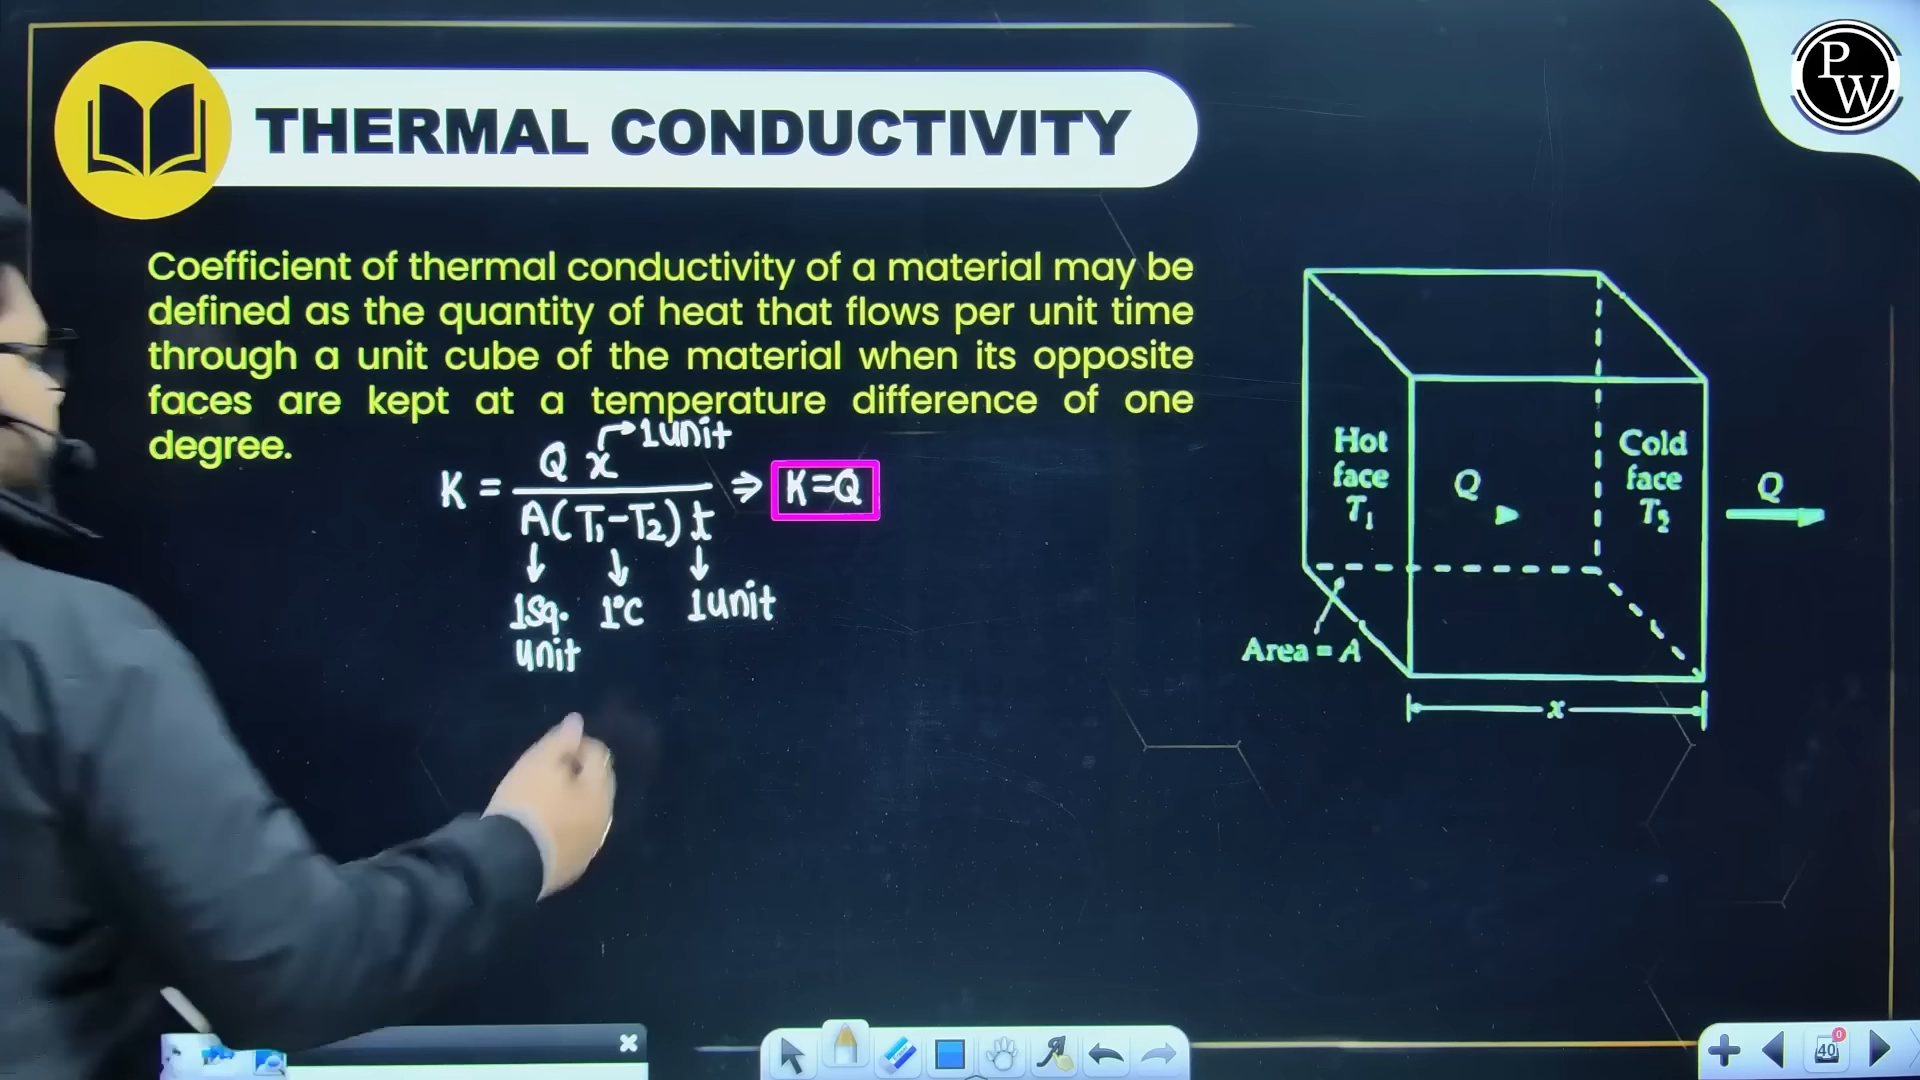 PW
THERMAL CONDUCTIVITY
Coefficient of thermal conductivity of a material may be
defined as the quantity of heat that flows per unit time
through a unit cube of the material when its opposite
faces are kept at a temperature difference of one
degree.
→1unit
K = Q x / A(T₁-T₂) t ⇒ K=Q
↓ ↓ ↓
1sq. 1°C 1unit
unit
Hot
face
T₁
Q
Cold
face
T₂
Q
Area = A
x
40
0